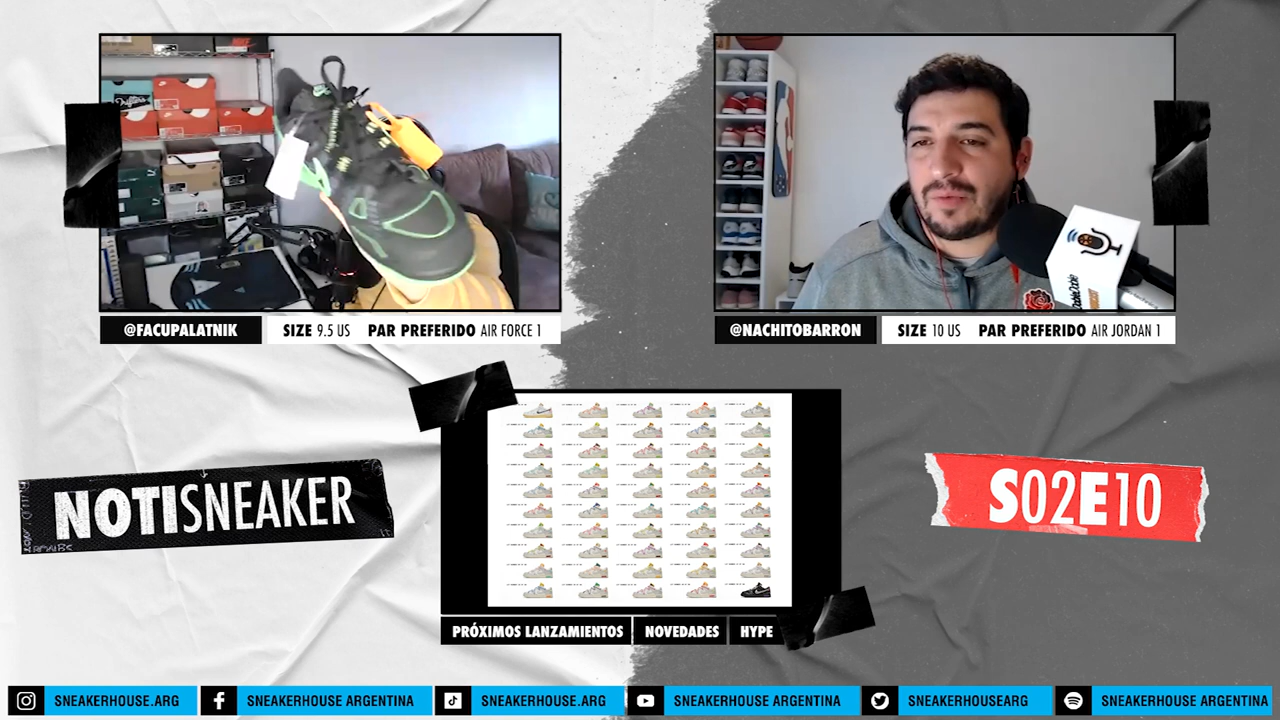 @FACUPALATNIK
SIZE 9.5 US PAR PREFERIDO AIR FORCE 1
@NACHITOBARRON
SIZE 10 US PAR PREFERIDO AIR JORDAN 1
NOTISNEAKER
S02E10
PRÓXIMOS LANZAMIENTOS NOVEDADES HYPE
SNEAKERHOUSE.ARG SNEAKERHOUSE ARGENTINA SNEAKERHOUSE.ARG SNEAKERHOUSE ARGENTINA SNEAKERHOUSEARG SNEAKERHOUSE ARGENTINA